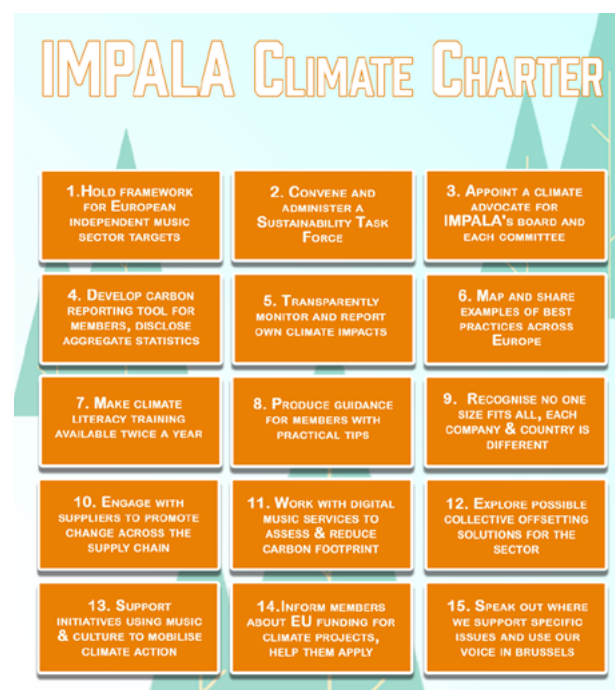 IMPALA CLIMATE CHARTER
1.HOLD FRAMEWORK
FOR EUROPEAN
INDEPENDENT MUSIC
SECTOR TARGETS
2. CONVENE AND
ADMINISTER A
SUSTAINABILITY TASK
FORCE
3. APPOINT A CLIMATE
ADVOCATE FOR
IMPALA'S BOARD AND
EACH COMMITTEE
4. DEVELOP CARBON
REPORTING TOOL FOR
MEMBERS, DISCLOSE
AGGREGATE STATISTICS
5. TRANSPARENTLY
MONITOR AND REPORT
OWN CLIMATE IMPACTS
6. MAP AND SHARE
EXAMPLES OF BEST
PRACTICES ACROSS
EUROPE
7. MAKE CLIMATE
LITERACY TRAINING
AVAILABLE TWICE A YEAR
8. PRODUCE GUIDANCE
FOR MEMBERS WITH
PRACTICAL TIPS
9. RECOGNISE NO ONE
SIZE FITS ALL, EACH
COMPANY & COUNTRY IS
DIFFERENT
10. ENGAGE WITH
SUPPLIERS TO PROMOTE
CHANGE ACROSS THE
SUPPLY CHAIN
11. WORK WITH DIGITAL
MUSIC SERVICES TO
ASSESS & REDUCE
CARBON FOOTPRINT
12. EXPLORE POSSIBLE
COLLECTIVE OFFSETTING
SOLUTIONS FOR THE
SECTOR
13. SUPPORT
INITIATIVES USING MUSIC
& CULTURE TO MOBILISE
CLIMATE ACTION
14.INFORM MEMBERS
ABOUT EU FUNDING FOR
CLIMATE PROJECTS,
HELP THEM APPLY
15. SPEAK OUT WHERE
WE SUPPORT SPECIFIC
ISSUES AND USE OUR
VOICE IN BRUSSELS